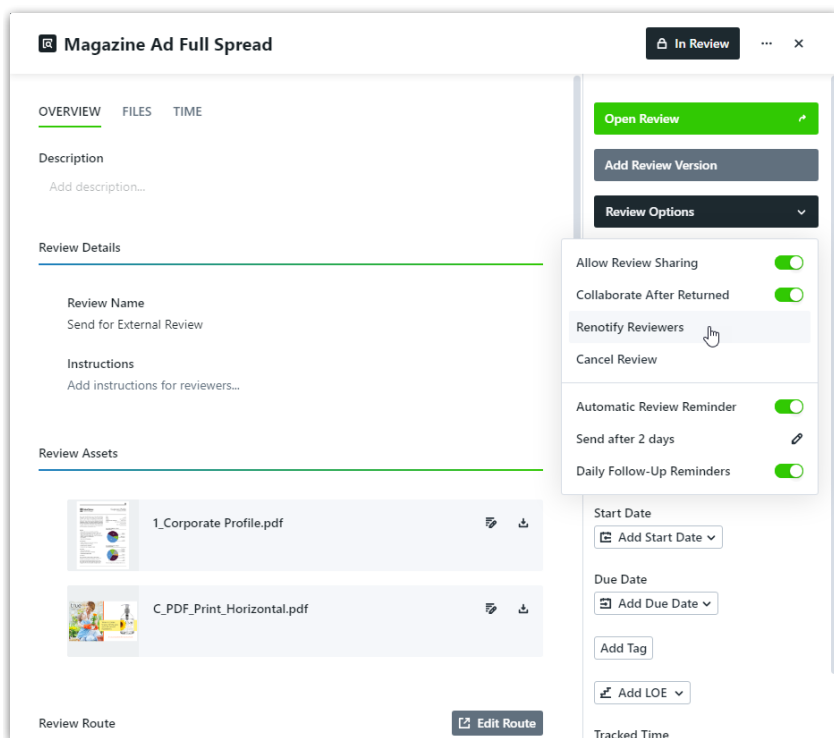 Magazine Ad Full Spread
In Review
OVERVIEW FILES TIME
Description
Add description...
Review Details
Review Name
Send for External Review
Instructions
Add instructions for reviewers...
Review Assets
1_Corporate Profile.pdf
C_PDF_Print_Horizontal.pdf
Review Route
Edit Route
Open Review
Add Review Version
Review Options
Allow Review Sharing
Collaborate After Returned
Renotify Reviewers
Cancel Review
Automatic Review Reminder
Send after 2 days
Daily Follow-Up Reminders
Start Date
Add Start Date
Due Date
Add Due Date
Add Tag
Add LOE
Tracked Time